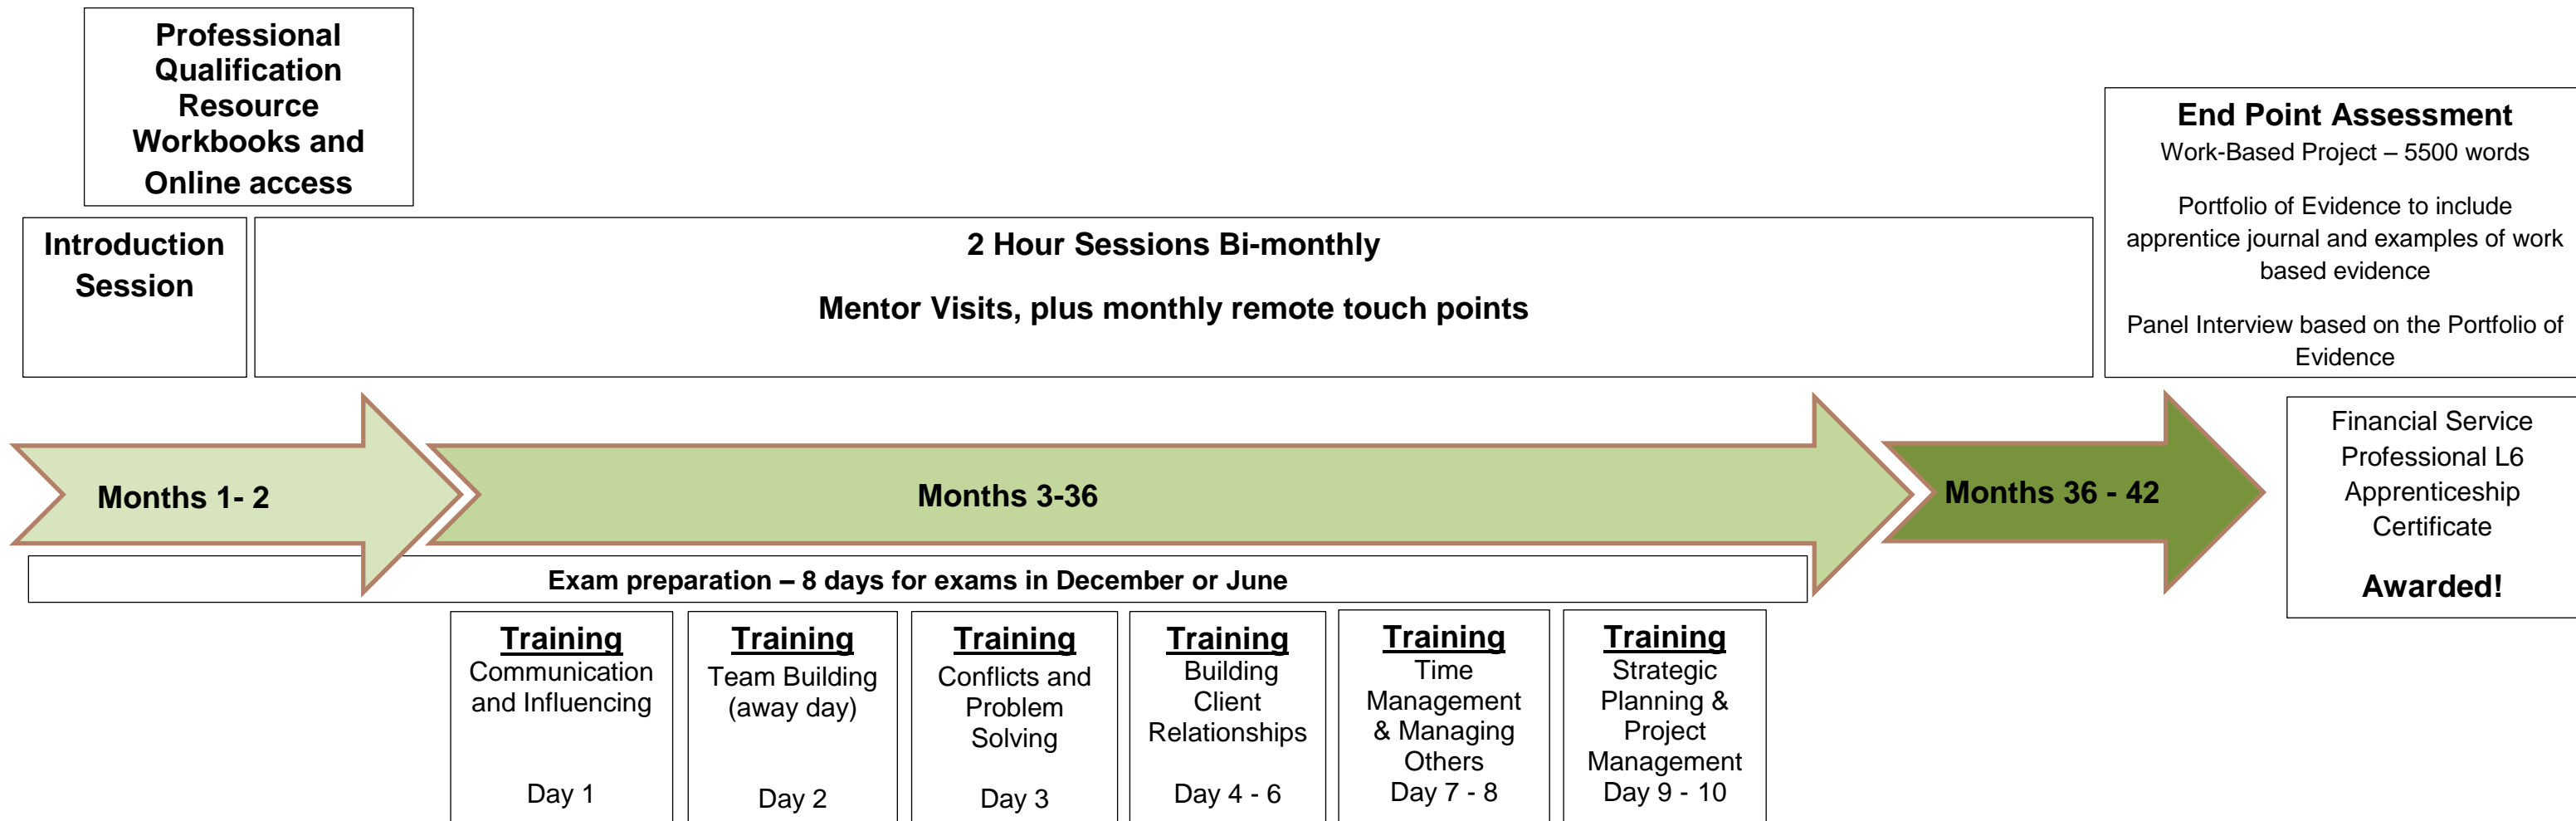 Professional
Qualification
Resource
Workbooks and
Online access
Introduction
Session
2 Hour Sessions Bi-monthly
Mentor Visits, plus monthly remote touch points
End Point Assessment
Work-Based Project – 5500 words
Portfolio of Evidence to include
apprentice journal and examples of work
based evidence
Panel Interview based on the Portfolio of
Evidence
Months 1- 2
Months 3-36
Months 36 - 42
Financial Service
Professional L6
Apprenticeship
Certificate
Awarded!
Exam preparation – 8 days for exams in December or June
Training
Communication
and Influencing
Day 1
Training
Team Building
(away day)
Day 2
Training
Conflicts and
Problem
Solving
Day 3
Training
Building
Client
Relationships
Day 4 - 6
Training
Time
Management
& Managing
Others
Day 7 - 8
Training
Strategic
Planning &
Project
Management
Day 9 - 10